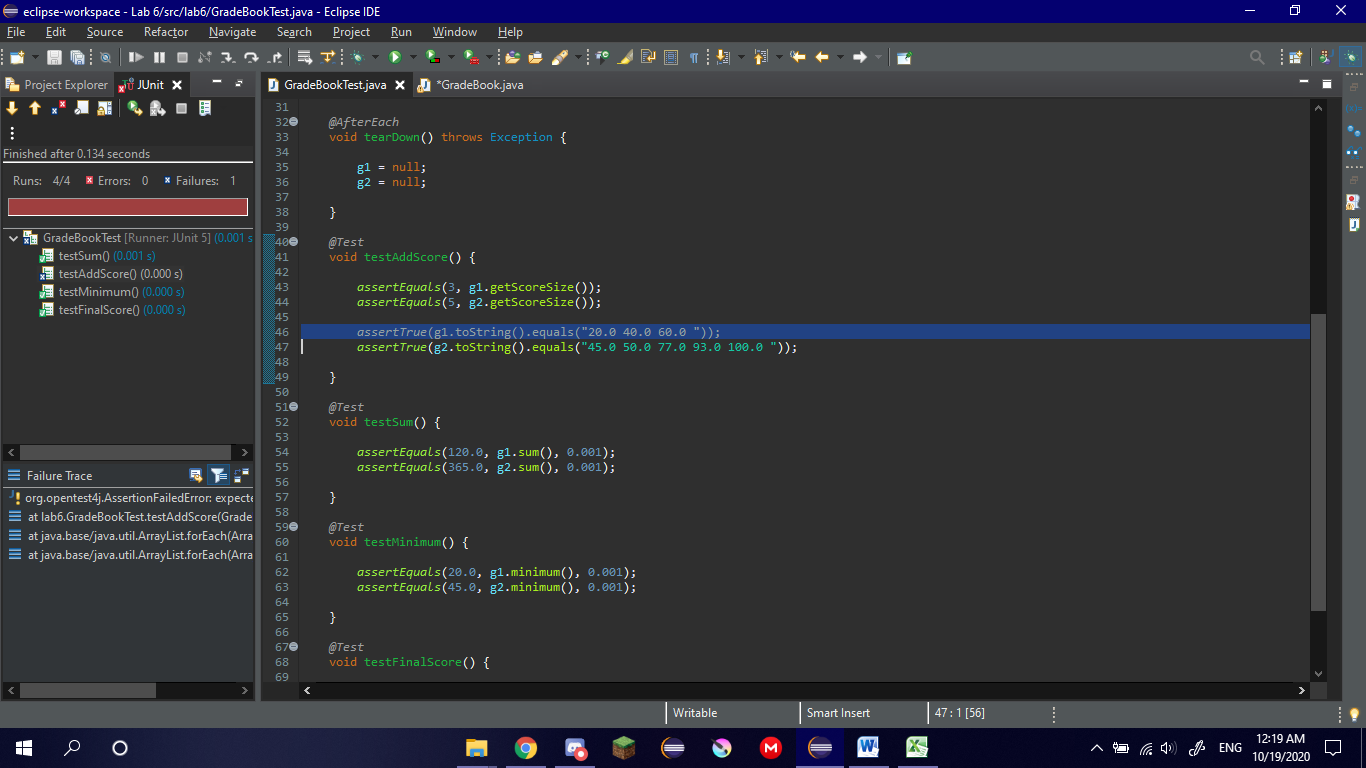 eclipse-workspace - Lab 6/src/lab6/GradeBookTest.java - Eclipse IDE
File Edit Source Refactor Navigate Search Project Run Window Help
Project Explorer JUnit
GradeBookTest.java *GradeBook.java
Finished after 0.134 seconds
Runs: 4/4 Errors: 0 Failures: 1
GradeBookTest [Runner: JUnit 5] (0.001 s
testSum() (0.001 s)
testAddScore() (0.000 s)
testMinimum() (0.000 s)
testFinalScore() (0.000 s)
Failure Trace
org.opentest4j.AssertionFailedError: expecte
at lab6.GradeBookTest.testAddScore(Grade
at java.base/java.util.ArrayList.forEach(Arra
at java.base/java.util.ArrayList.forEach(Arra
31
32 @AfterEach
33 void tearDown() throws Exception {
34
35 g1 = null;
36 g2 = null;
37
38 }
39
40 @Test
41 void testAddScore() {
42
43 assertEquals(3, g1.getScoreSize());
44 assertEquals(5, g2.getScoreSize());
45
46 assertTrue(g1.toString().equals("20.0 40.0 60.0 "));
47 assertTrue(g2.toString().equals("45.0 50.0 77.0 93.0 100.0 "));
48
49 }
50
51 @Test
52 void testSum() {
53
54 assertEquals(120.0, g1.sum(), 0.001);
55 assertEquals(365.0, g2.sum(), 0.001);
56
57 }
58
59 @Test
60 void testMinimum() {
61
62 assertEquals(20.0, g1.minimum(), 0.001);
63 assertEquals(45.0, g2.minimum(), 0.001);
64
65 }
66
67 @Test
68 void testFinalScore() {
69
Writable Smart Insert 47 : 1 [56]
ENG
12:19 AM
10/19/2020